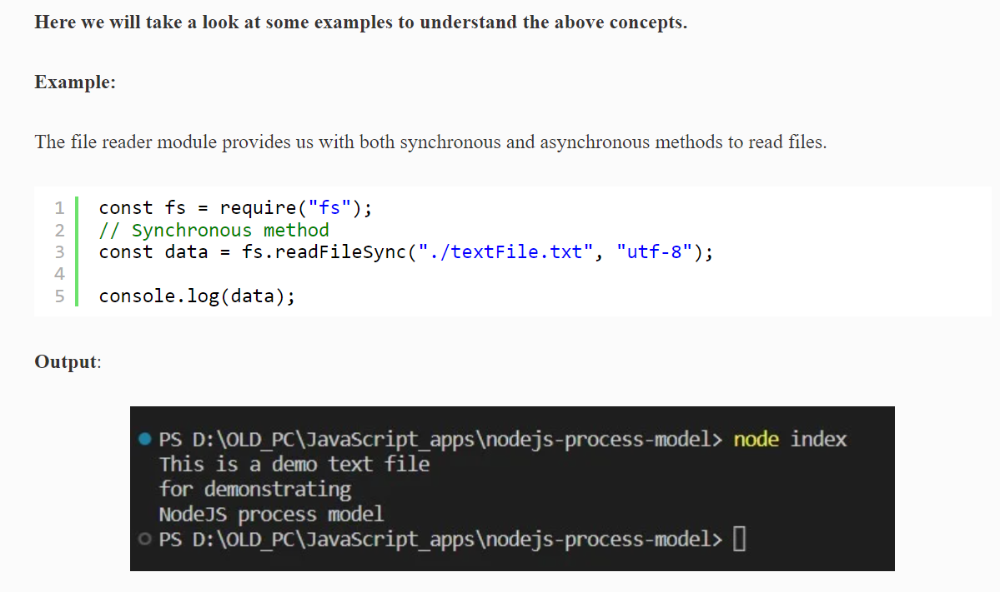 Here we will take a look at some examples to understand the above concepts.
Example:
The file reader module provides us with both synchronous and asynchronous methods to read files.
1 const fs = require("fs");
2 // Synchronous method
3 const data = fs.readFileSync("./textFile.txt", "utf-8");
4
5 console.log(data);
Output:
PS D:\OLD_PC\JavaScript_apps\nodejs-process-model> node index
This is a demo text file
for demonstrating
NodeJS process model
PS D:\OLD_PC\JavaScript_apps\nodejs-process-model>